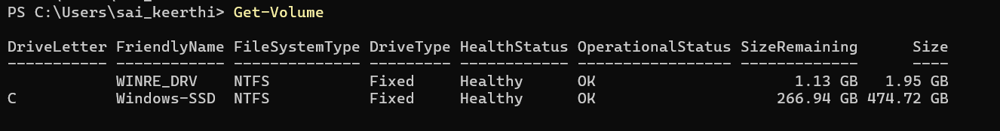 PS C:\Users\sai_keerthi> Get-Volume
DriveLetter FriendlyName FileSystemType DriveType HealthStatus OperationalStatus SizeRemaining      Size
----------- ------------ -------------- --------- ------------ ----------------- -------------      ----
            WINRE_DRV    NTFS           Fixed     Healthy      OK                      1.13 GB   1.95 GB
C           Windows-SSD  NTFS           Fixed     Healthy      OK                    266.94 GB 474.72 GB